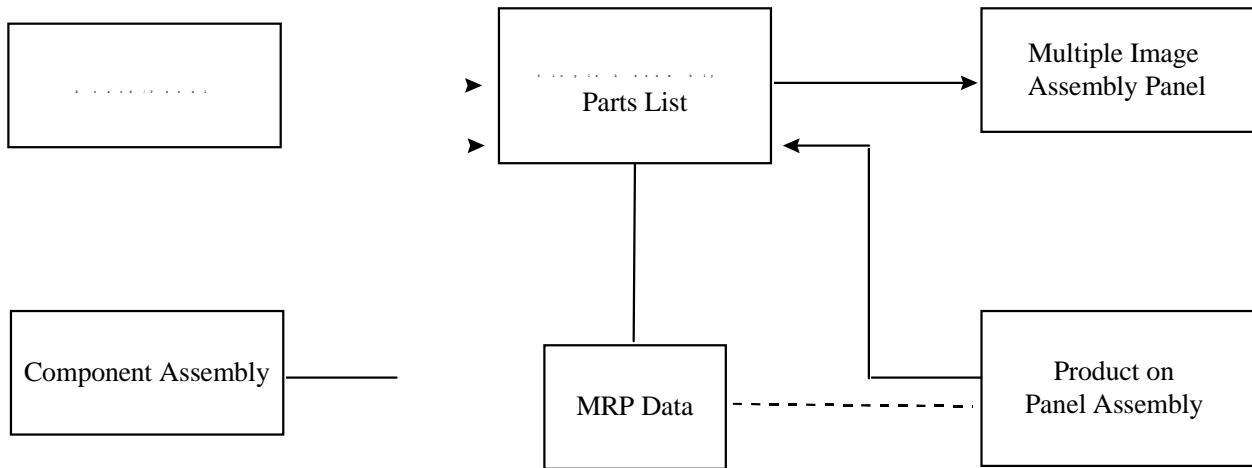 Parts List
Multiple Image
Assembly Panel
Component Assembly
MRP Data
Product on
Panel Assembly